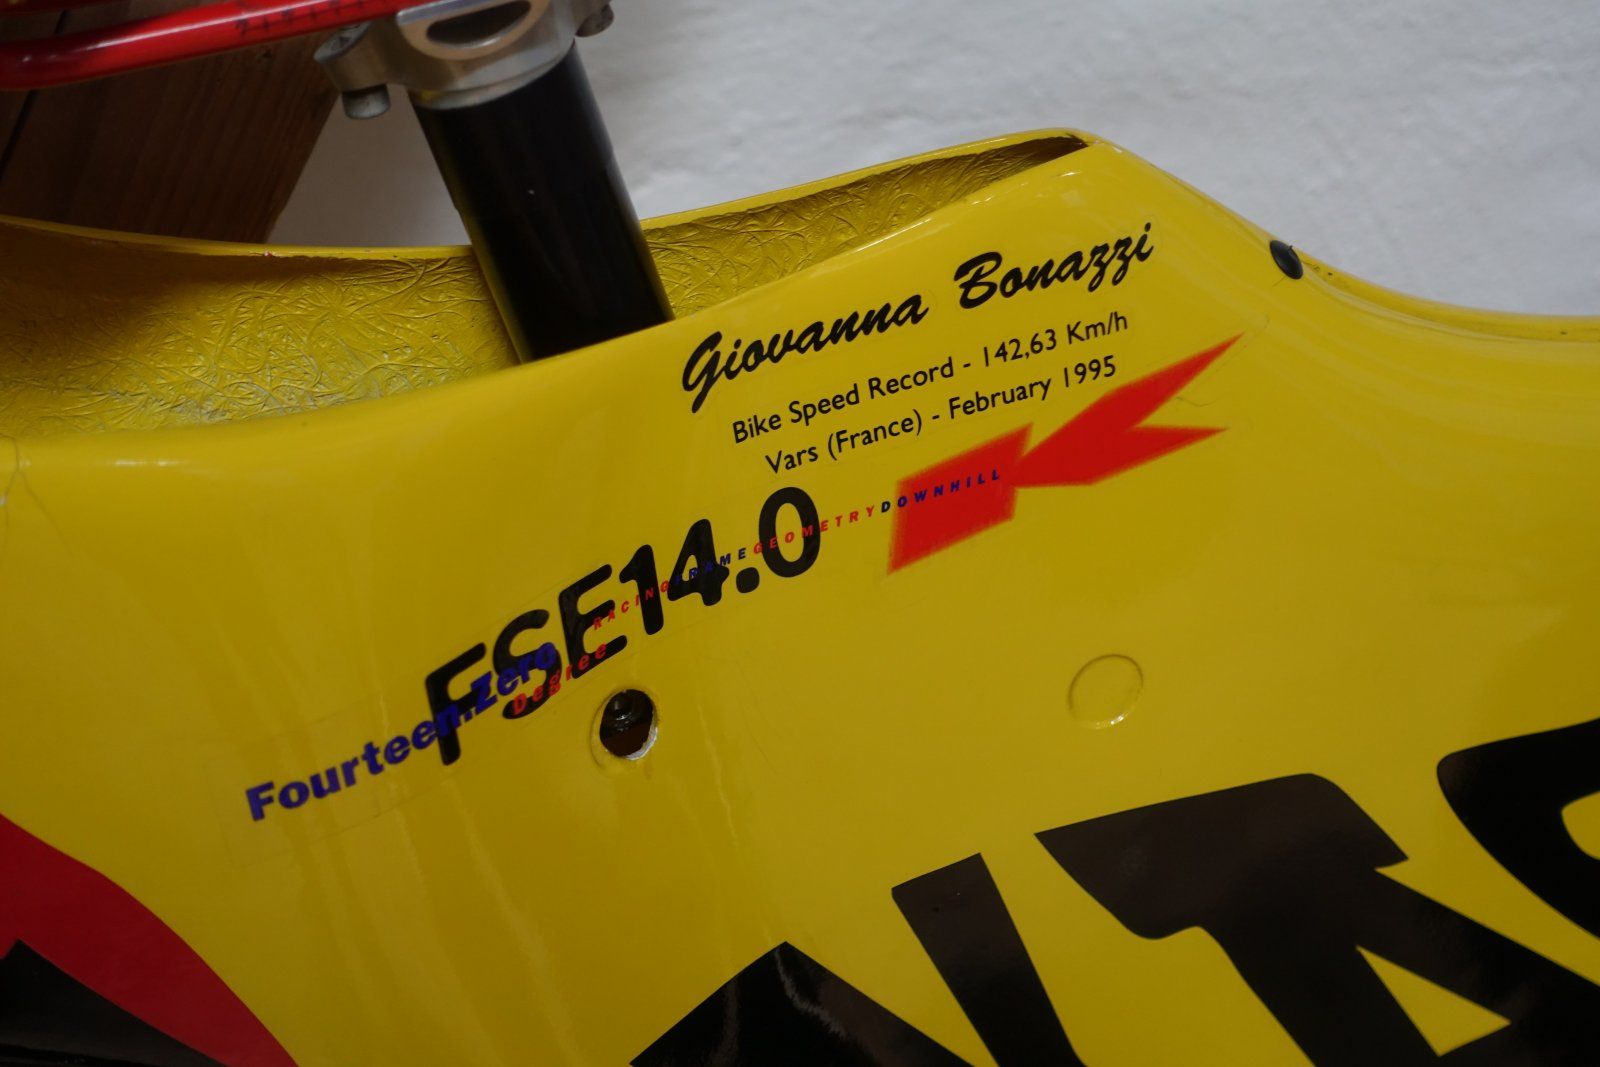 Giovanna Bonazzi
Bike Speed Record - 142,63 Km/h
Vars (France) - February 1995
FSE14.0
RACINGFRAMEGEOMETRYDOWNHILL
Fourteen.zero
Degree